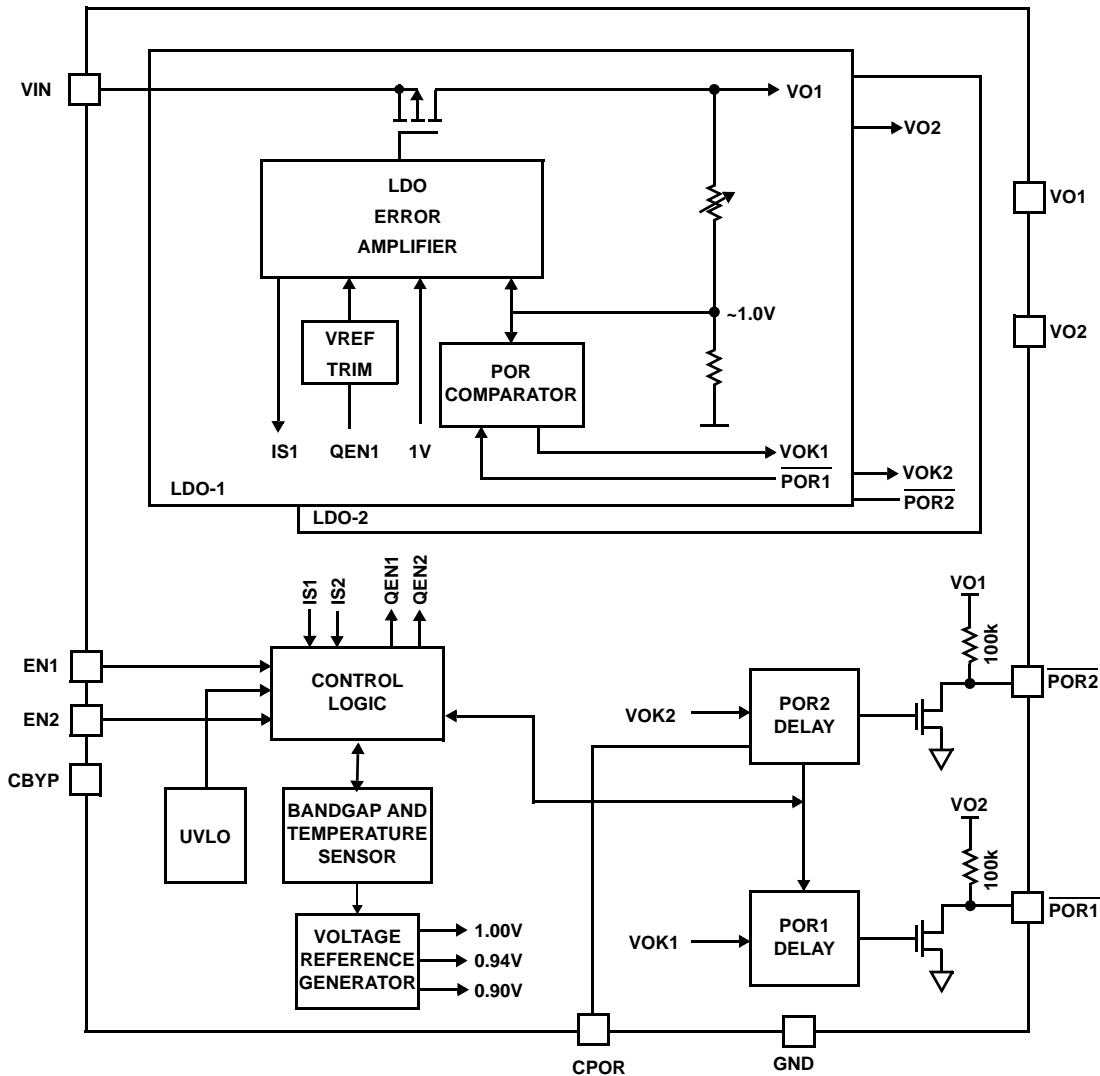 VIN
VO1
VO2
LDO
ERROR
AMPLIFIER
VO1
~1.0V
VO2
VREF
TRIM
POR
COMPARATOR
IS1
QEN1
1V
VOK1
POR1
VOK2
POR2
LDO-1
LDO-2
IS1
IS2
QEN1
QEN2
VO1
100k
EN1
CONTROL
LOGIC
POR2
EN2
VOK2
POR2
DELAY
CBYP
UVLO
BANDGAP AND
TEMPERATURE
SENSOR
VO2
100k
POR1
VOLTAGE
REFERENCE
GENERATOR
1.00V
0.94V
0.90V
VOK1
POR1
DELAY
CPOR
GND